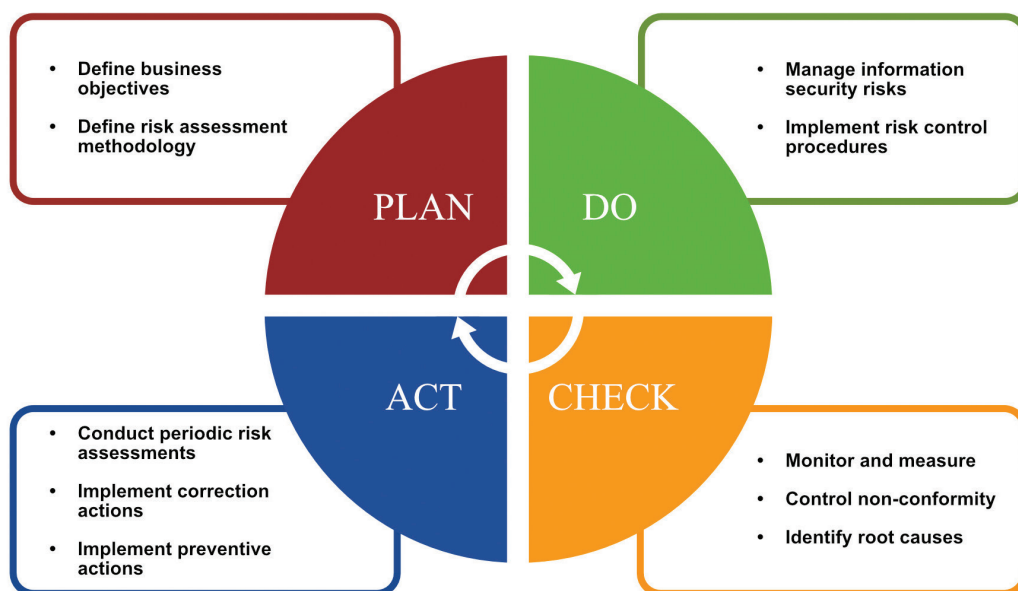 • Define business
objectives
• Define risk assessment
methodology
PLAN
• Manage information
security risks
• Implement risk control
procedures
DO
• Conduct periodic risk
assessments
• Implement correction
actions
• Implement preventive
actions
ACT
CHECK
• Monitor and measure
• Control non-conformity
• Identify root causes